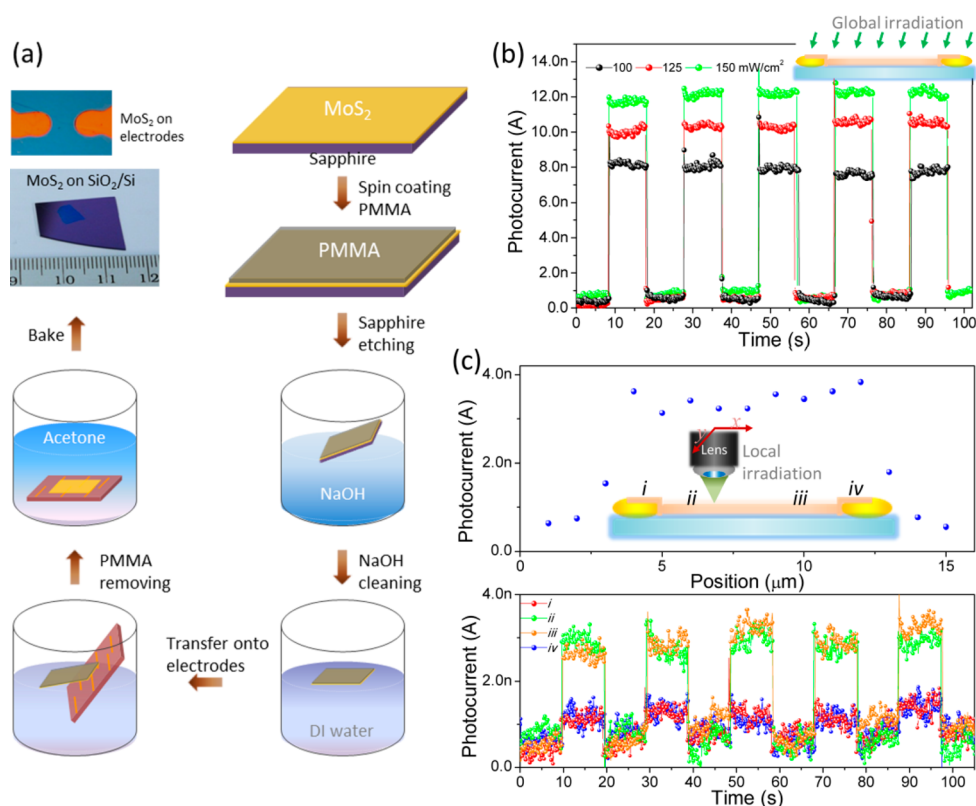 (a)
MoS2 on
electrodes
MoS2 on SiO2/Si
9 10 11 12
MoS2
Sapphire
Spin coating
PMMA
PMMA
Sapphire
etching
NaOH
NaOH
cleaning
DI water
Transfer onto
electrodes
PMMA
removing
Acetone
Bake
(b)
Global irradiation
100 125 150 mW/cm2
Photocurrent (A)
14.0n
12.0n
10.0n
8.0n
6.0n
4.0n
2.0n
0.0
0 10 20 30 40 50 60 70 80 90 100
Time (s)
(c)
Photocurrent (A)
4.0n
2.0n
0.0
x
y
Lens
Local
irradiation
i ii iii iv
0 5 10 15
Position (μm)
Photocurrent (A)
4.0n
2.0n
0.0
i
ii
iii
iv
0 10 20 30 40 50 60 70 80 90 100
Time (s)